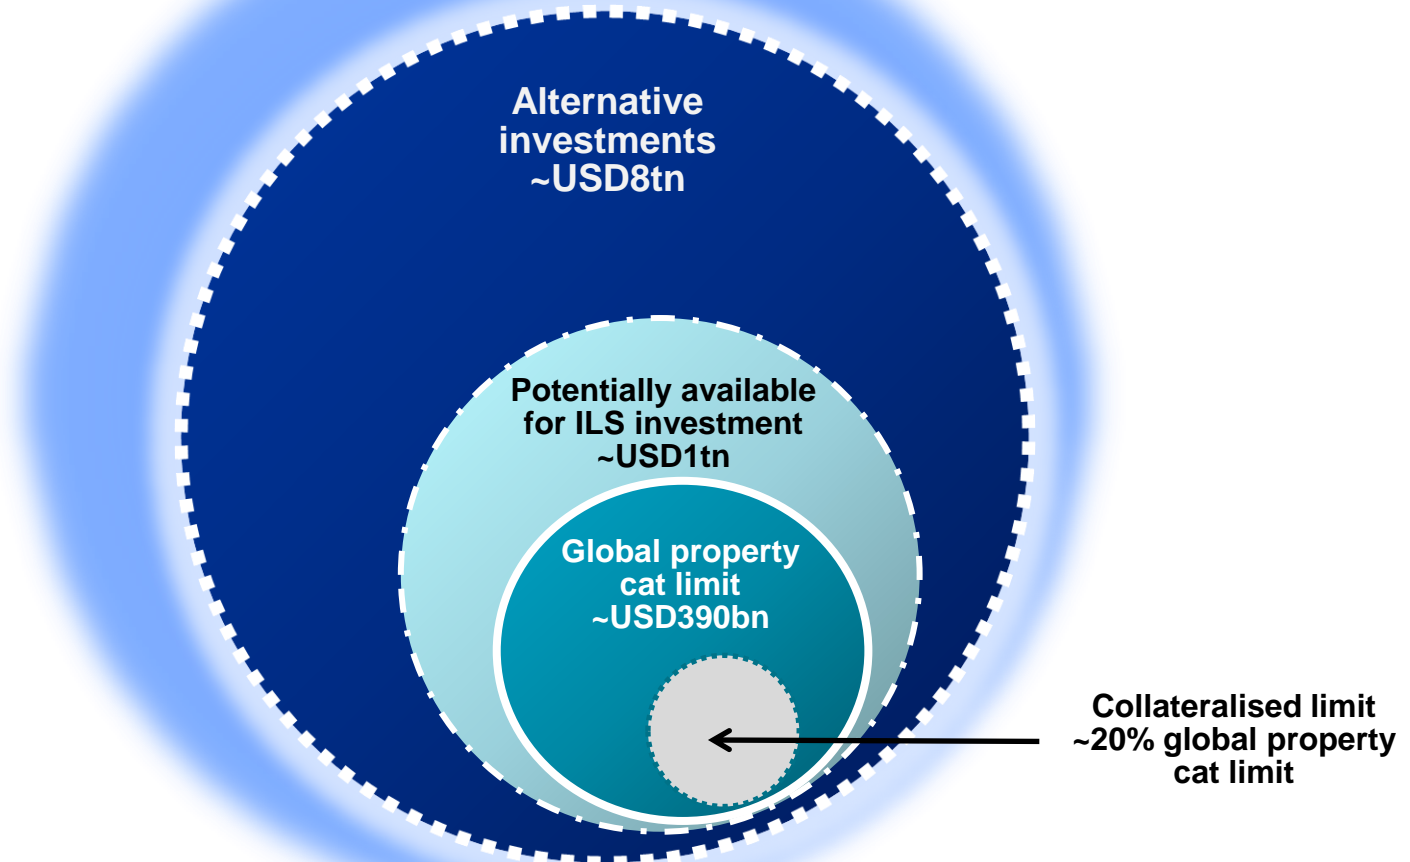 Alternative
investments
~USD8tn
Potentially available
for ILS investment
~USD1tn
Global property
cat limit
~USD390bn
Collateralised limit
~20% global property
cat limit